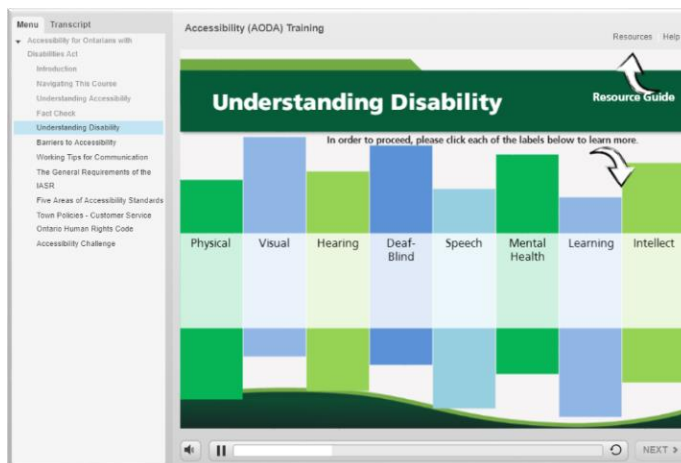 Menu Transcript
Accessibility for Ontarians with
Disabilities Act
Introduction
Navigating This Course
Understanding Accessibility
Fact Check
Understanding Disability
Barriers to Accessibility
Working Tips for Communication
The General Requirements of the
IASR
Five Areas of Accessibility Standards
Town Policies - Customer Service
Ontario Human Rights Code
Accessibility Challenge
Accessibility (AODA) Training
Resources Help
Understanding Disability
Resource Guide
In order to proceed, please click each of the labels below to learn more.
Physical
Visual
Hearing
Deaf-
Blind
Speech
Mental
Health
Learning
Intellect
NEXT >